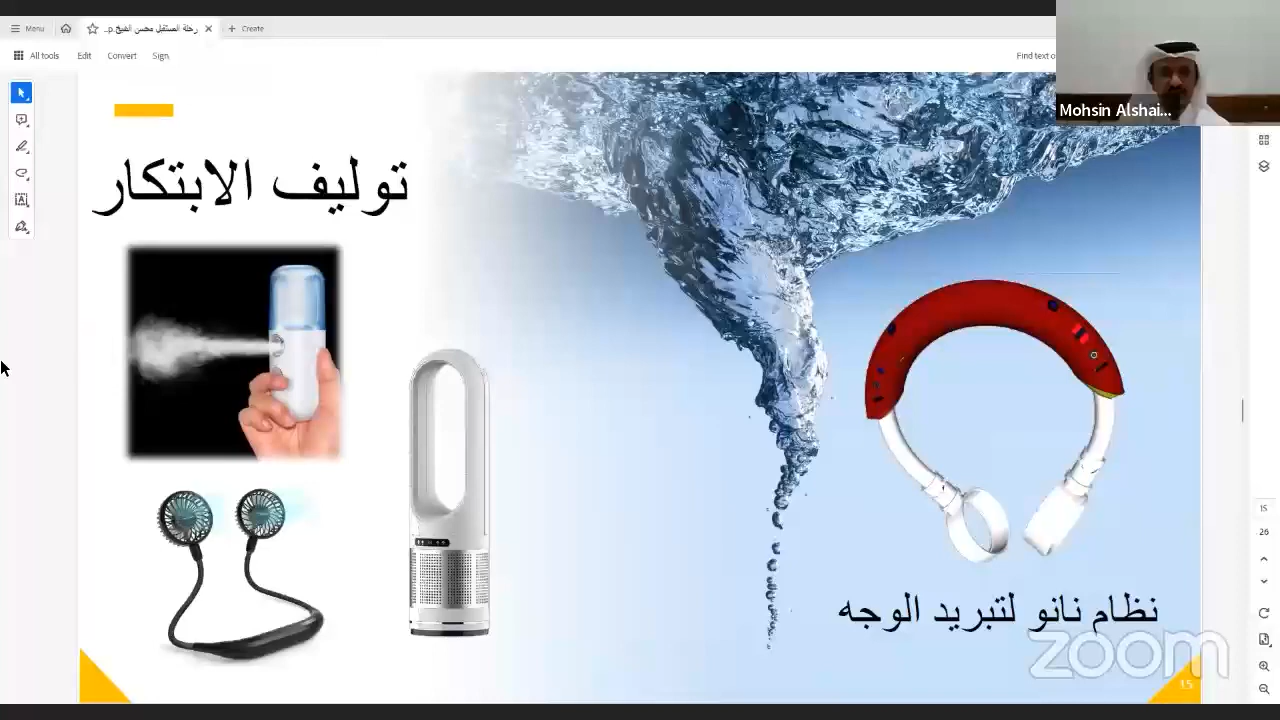 Menu
رحلة المستقبل محسن الشيخ.p...
Create
All tools
Edit
Convert
Sign
Find text o
Mohsin Alshai...
توليف الابتكار
نظام نانو لتبريد الوجه
zoom
15
15
26